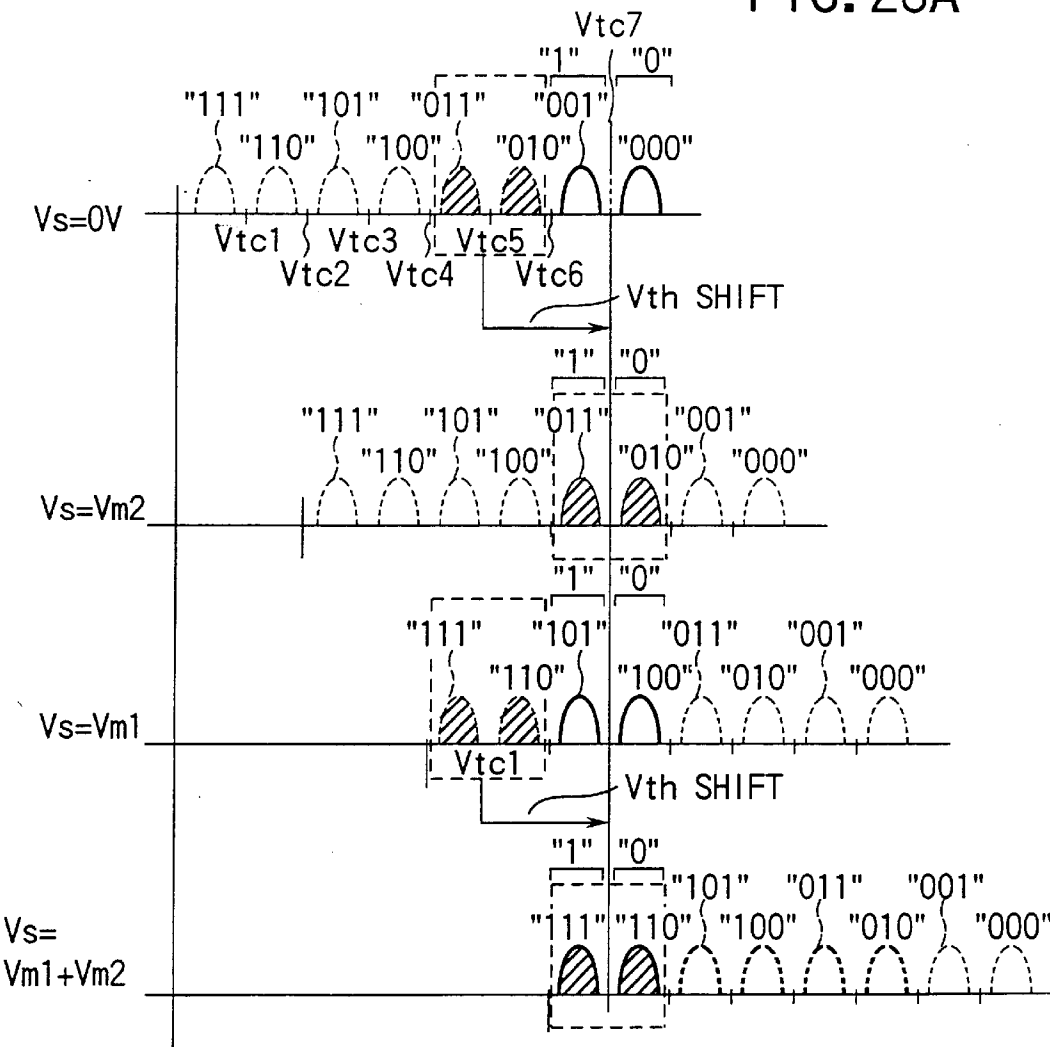 FIG. 28A
Vtc7
"1" "0"
"111" "101" "011" "001"
"110" "100" "010" "000"
Vs=0V
Vtc1 Vtc3 Vtc5
Vtc2 Vtc4 Vtc6
Vth SHIFT
"1" "0"
"111" "101" "011" "001"
"110" "100" "010" "000"
Vs=Vm2
"1" "0"
"111" "101" "011" "001"
"110" "100" "010" "000"
Vs=Vm1
Vtc1
Vth SHIFT
"1" "0"
"101" "011" "001"
"111" "110" "100" "010" "000"
Vs=
Vm1+Vm2